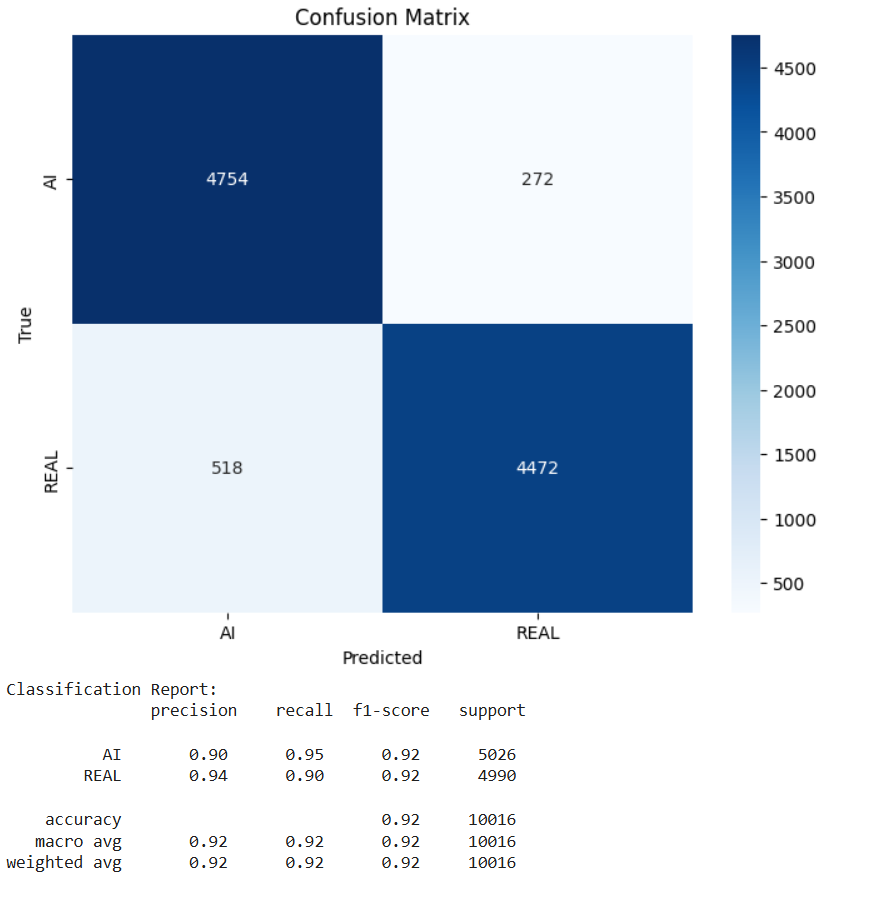 Confusion Matrix
AI
4754
272
4500
4000
3500
3000
2500
2000
1500
1000
500
True
REAL
518
4472
AI
REAL
Predicted
Classification Report:
precision recall f1-score support
AI 0.90 0.95 0.92 5026
REAL 0.94 0.90 0.92 4990
accuracy 0.92 10016
macro avg 0.92 0.92 0.92 10016
weighted avg 0.92 0.92 0.92 10016